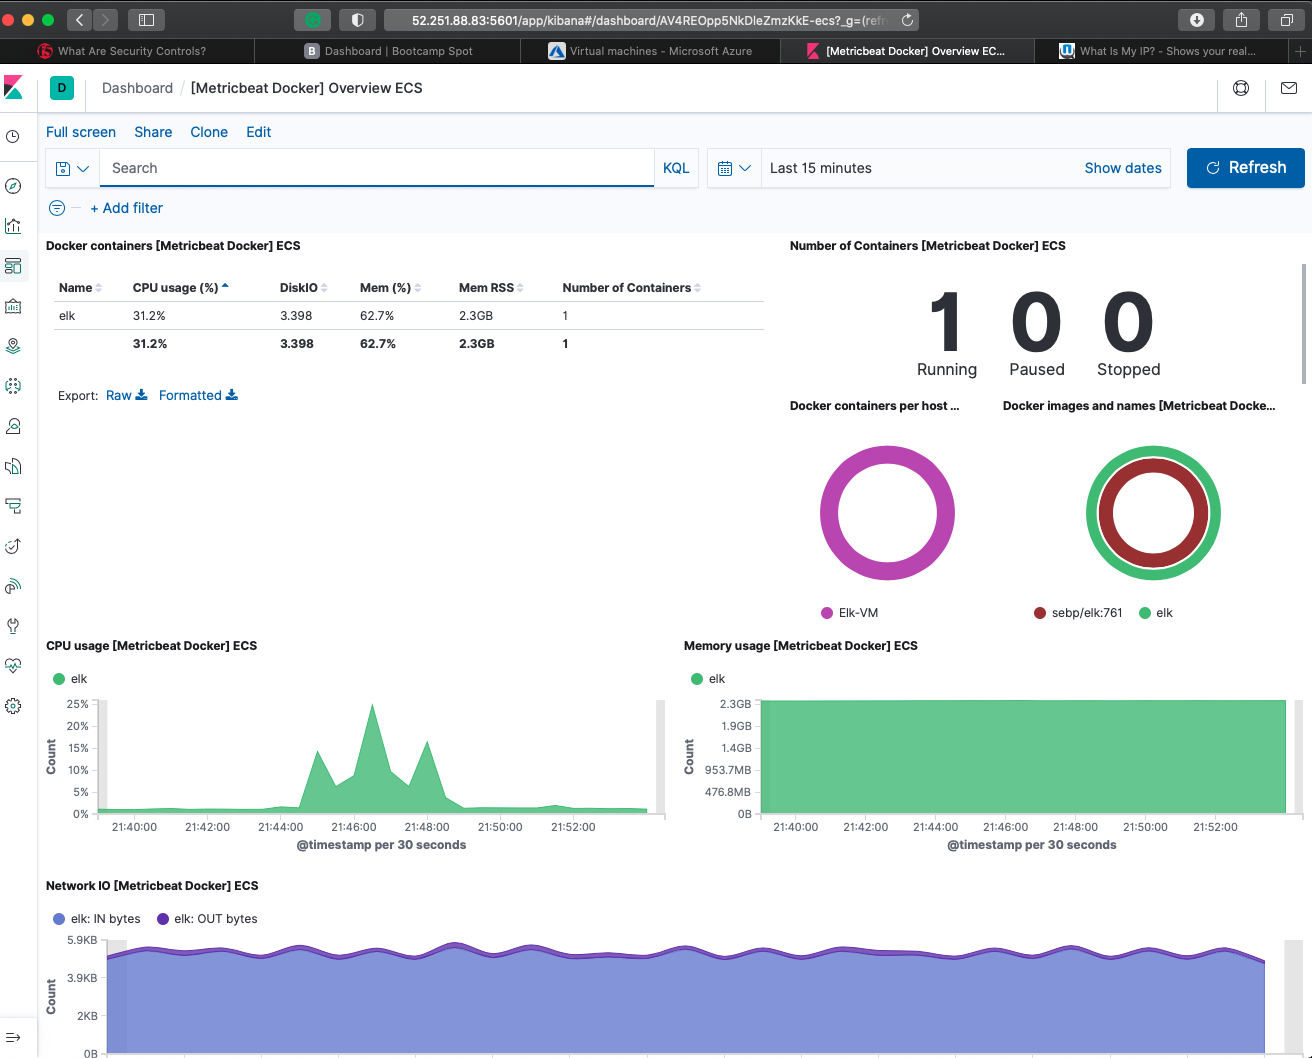 52.251.88.83:5601/app/kibana#/dashboard/AV4REOpp5NkDleZmzKkE-ecs?_g=(refr
What Are Security Controls?
B Dashboard | Bootcamp Spot
Virtual machines - Microsoft Azure
[Metricbeat Docker] Overview EC...
What Is My IP? - Shows your real...
D Dashboard / [Metricbeat Docker] Overview ECS
Full screen Share Clone Edit
Search KQL Last 15 minutes Show dates Refresh
+ Add filter
Docker containers [Metricbeat Docker] ECS
Name CPU usage (%) DiskIO Mem (%) Mem RSS Number of Containers
elk 31.2% 3.398 62.7% 2.3GB 1
31.2% 3.398 62.7% 2.3GB 1
Export: Raw Formatted
Number of Containers [Metricbeat Docker] ECS
1 0 0
Running Paused Stopped
Docker containers per host ...
Elk-VM
Docker images and names [Metricbeat Docke...
sebp/elk:761 elk
CPU usage [Metricbeat Docker] ECS
elk
25%
20%
15%
10%
5%
0%
Count
21:40:00 21:42:00 21:44:00 21:46:00 21:48:00 21:50:00 21:52:00
@timestamp per 30 seconds
Memory usage [Metricbeat Docker] ECS
elk
2.3GB
1.9GB
1.4GB
953.7MB
476.8MB
0B
Count
21:40:00 21:42:00 21:44:00 21:46:00 21:48:00 21:50:00 21:52:00
@timestamp per 30 seconds
Network IO [Metricbeat Docker] ECS
elk: IN bytes elk: OUT bytes
5.9KB
3.9KB
2KB
0B
Count